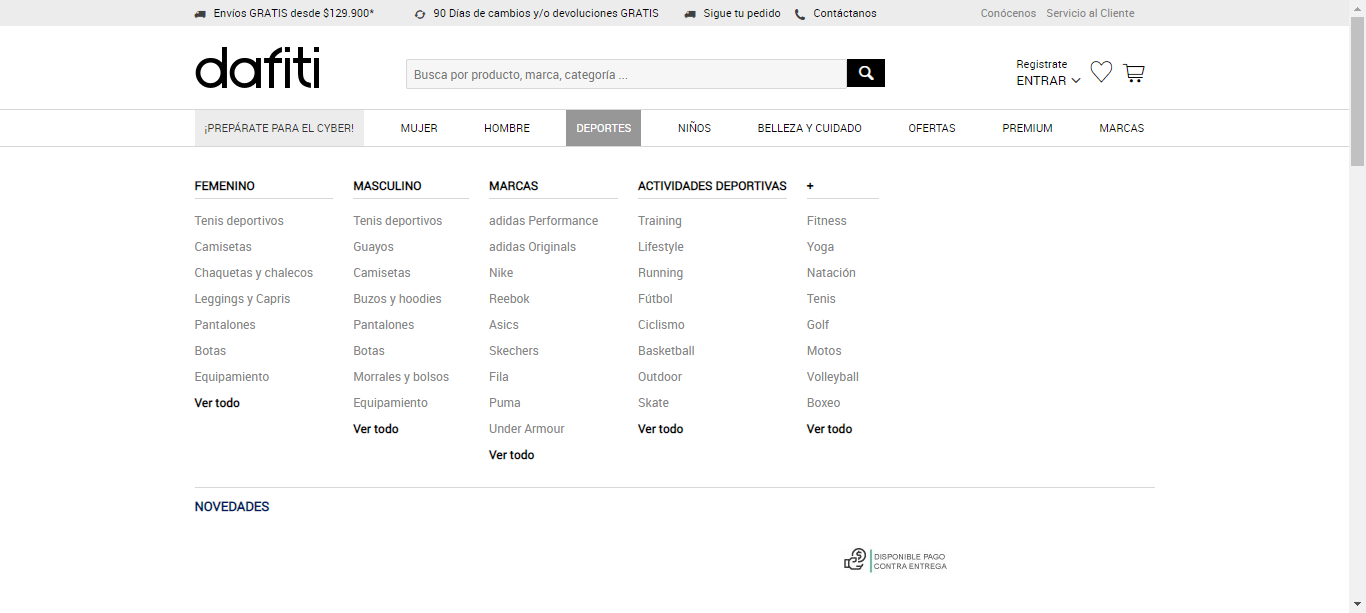 Envíos GRATIS desde $129.900*
90 Días de cambios y/o devoluciones GRATIS
Sigue tu pedido
Contáctanos
Conócenos
Servicio al Cliente
dafiti
Busca por producto, marca, categoría ...
Registrate
ENTRAR
¡PREPÁRATE PARA EL CYBER!
MUJER
HOMBRE
DEPORTES
NIÑOS
BELLEZA Y CUIDADO
OFERTAS
PREMIUM
MARCAS
FEMENINO
Tenis deportivos
Camisetas
Chaquetas y chalecos
Leggings y Capris
Pantalones
Botas
Equipamiento
Ver todo
MASCULINO
Tenis deportivos
Guayos
Camisetas
Buzos y hoodies
Pantalones
Botas
Morrales y bolsos
Equipamiento
Ver todo
MARCAS
adidas Performance
adidas Originals
Nike
Reebok
Asics
Skechers
Fila
Puma
Under Armour
Ver todo
ACTIVIDADES DEPORTIVAS
Training
Lifestyle
Running
Fútbol
Ciclismo
Basketball
Outdoor
Skate
Ver todo
+
Fitness
Yoga
Natación
Tenis
Golf
Motos
Volleyball
Boxeo
Ver todo
NOVEDADES
DISPONIBLE PAGO
CONTRA ENTREGA